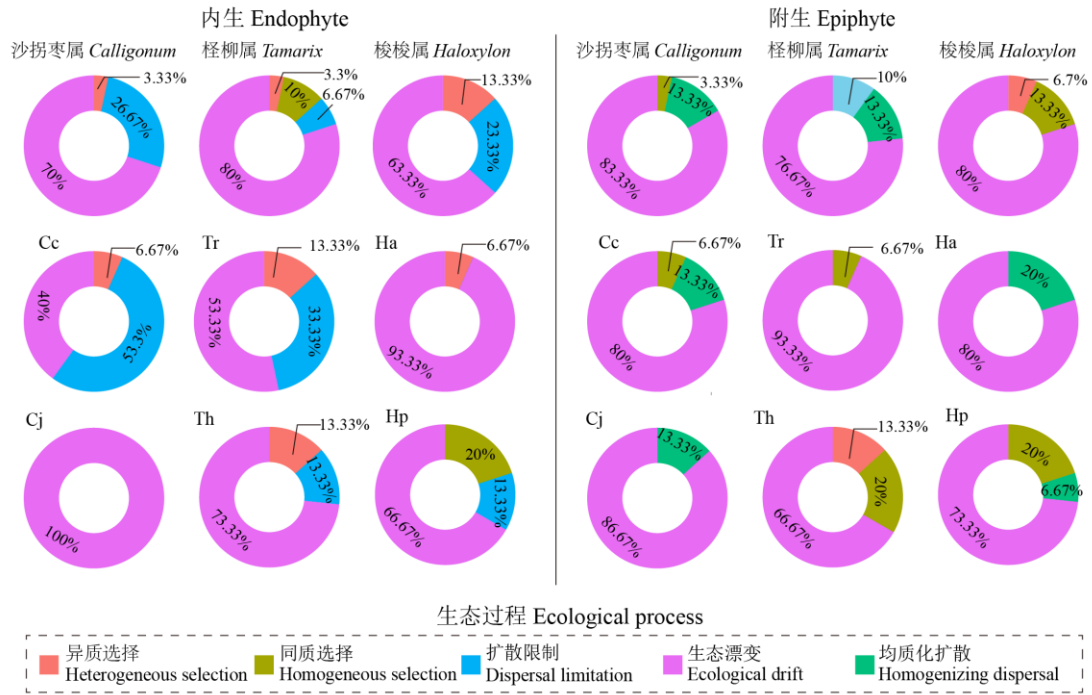 内生 Endophyte
附生 Epiphyte
沙拐枣属 Calligonum
柽柳属 Tamarix
梭梭属 Haloxylon
沙拐枣属 Calligonum
柽柳属 Tamarix
梭梭属 Haloxylon
3.33%
26.67%
70%
3.3%
10%
6.67%
80%
13.33%
23.33%
63.33%
3.33%
13.33%
83.33%
10%
13.33%
76.67%
6.7%
13.33%
80%
Cc
6.67%
40%
53.3%
Tr
13.33%
53.33%
33.33%
Ha
6.67%
93.33%
Cc
6.67%
13.33%
80%
Tr
6.67%
93.33%
Ha
20%
80%
Cj
100%
Th
13.33%
13.33%
73.33%
Hp
20%
13.33%
66.67%
Cj
13.33%
86.67%
Th
13.33%
20%
66.67%
Hp
20%
6.67%
73.33%
生态过程 Ecological process
异质选择
Heterogeneous selection
同质选择
Homogeneous selection
扩散限制
Dispersal limitation
生态漂变
Ecological drift
均质化扩散
Homogenizing dispersal